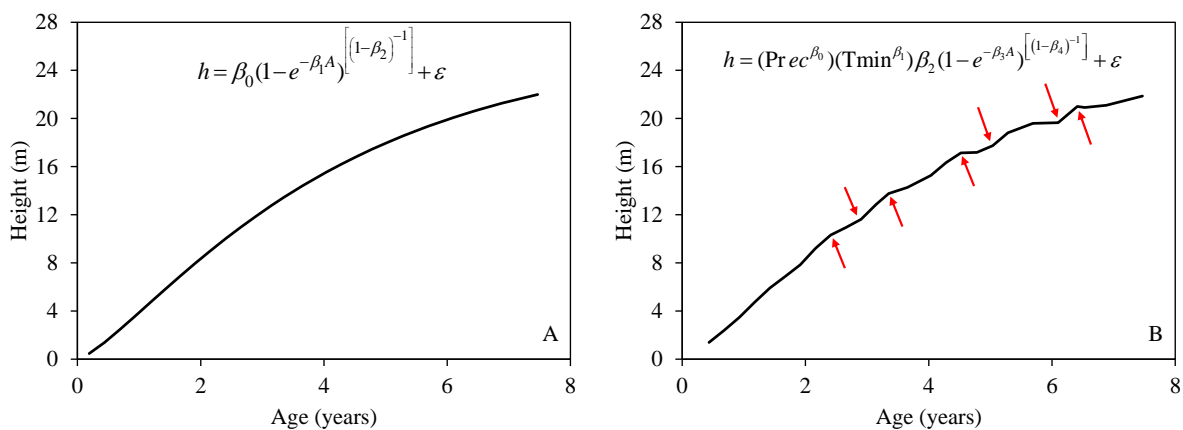 28
24
20
16
12
8
4
0
Height (m)
h = β₀(1−e^{−β₁A})^{[(1−β₂)^{−1}]} + ε
A
0 2 4 6 8
Age (years)
28
24
20
16
12
8
4
0
Height (m)
h = (Prec^{β₀})(Tmin^{β₁})β₂(1−e^{−β₃A})^{[(1−β₄)^{−1}]} + ε
B
0 2 4 6 8
Age (years)